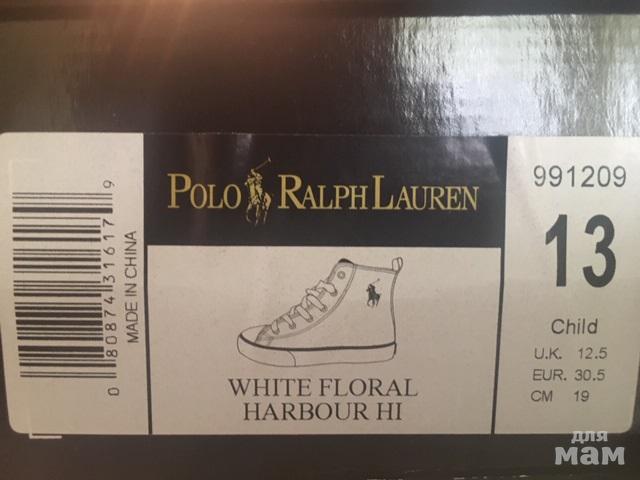 0 80874 31617 9
MADE IN CHINA
POLO RALPH LAUREN
WHITE FLORAL
HARBOUR HI
991209
13
Child
U.K. 12.5
EUR. 30.5
CM 19
для
мам